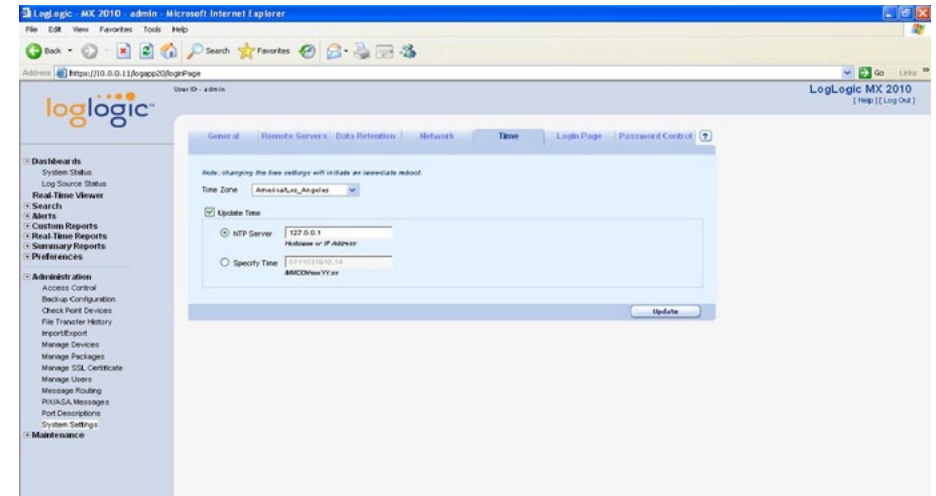 LogLogic - MX 2010 - admin - Microsoft Internet Explorer
File Edit View Favorites Tools Help
Back Search Favorites
Address https://10.0.0.11/logapp20/loginPage Go Links »
loglogic™
User ID - admin
LogLogic MX 2010
[ Help ] [ Log Out ]
General Remote Servers Data Retention Network Time Login Page Password Control ?
Dashboards
System Status
Log Source Status
Real-Time Viewer
Search
Alerts
Custom Reports
Real-Time Reports
Summary Reports
Preferences
Administration
Access Control
Backup Configuration
Check Point Devices
File Transfer History
Import/Export
Manage Devices
Manage Packages
Manage SSL Certificate
Manage Users
Message Routing
PIX/ASA Messages
Port Descriptions
System Settings
Maintenance
Note: changing the time settings will initiate an immediate reboot.
Time Zone America/Los_Angeles
Update Time
NTP Server 127.0.0.1
Hostname or IP Address
Specify Time
Update